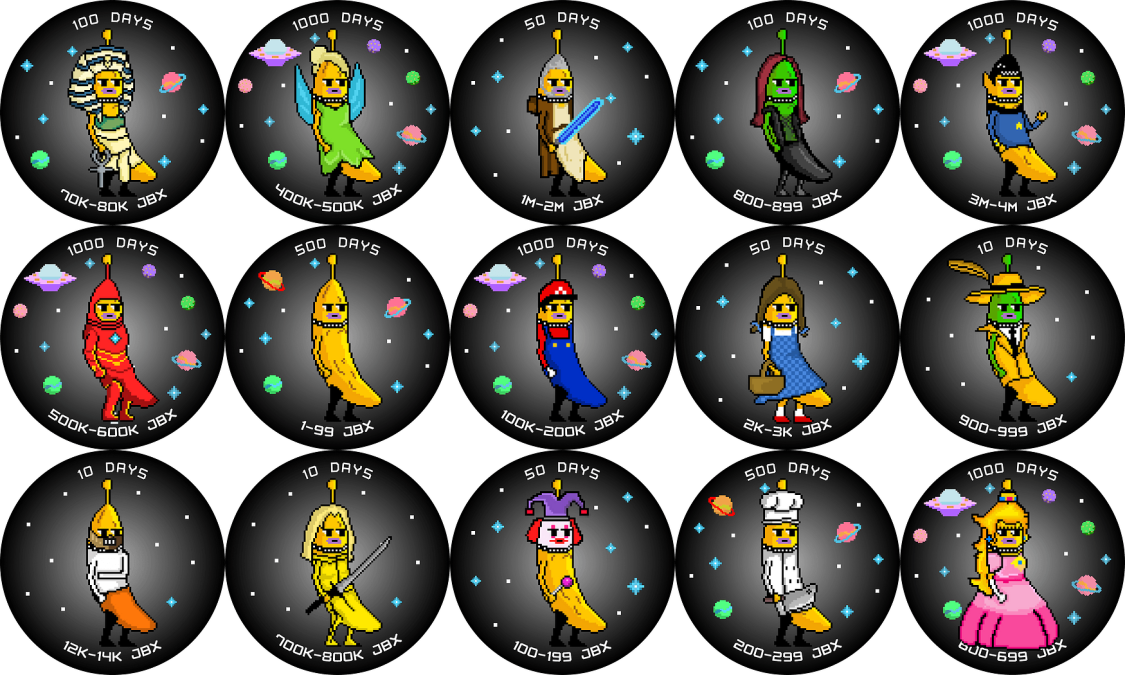 100 DAYS
70K-80K JBX
1000 DAYS
400K-500K JBX
50 DAYS
1M-2M JBX
100 DAYS
800-899 JBX
1000 DAYS
3M-4M JBX
1000 DAYS
500K-600K JBX
500 DAYS
1-99 JBX
1000 DAYS
100K-200K JBX
50 DAYS
2K-3K JBX
10 DAYS
900-999 JBX
10 DAYS
12K-14K JBX
10 DAYS
700K-800K JBX
50 DAYS
100-199 JBX
500 DAYS
200-299 JBX
1000 DAYS
600-699 JBX